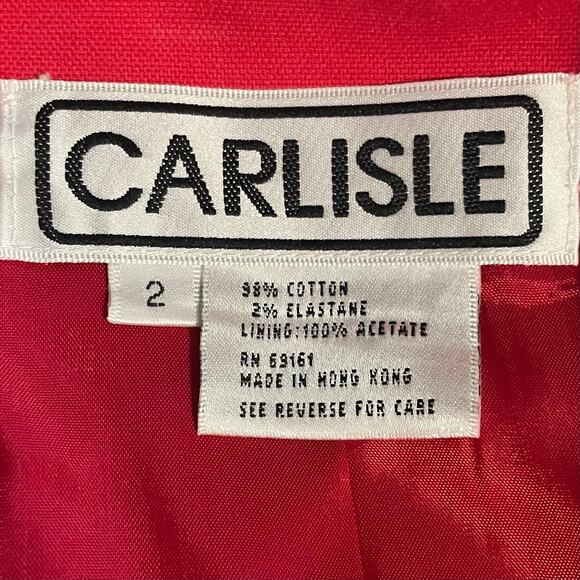 CARLISLE
2
98% COTTON
2% ELASTANE
LINING:100% ACETATE
RN 69161
MADE IN HONG KONG
SEE REVERSE FOR CARE